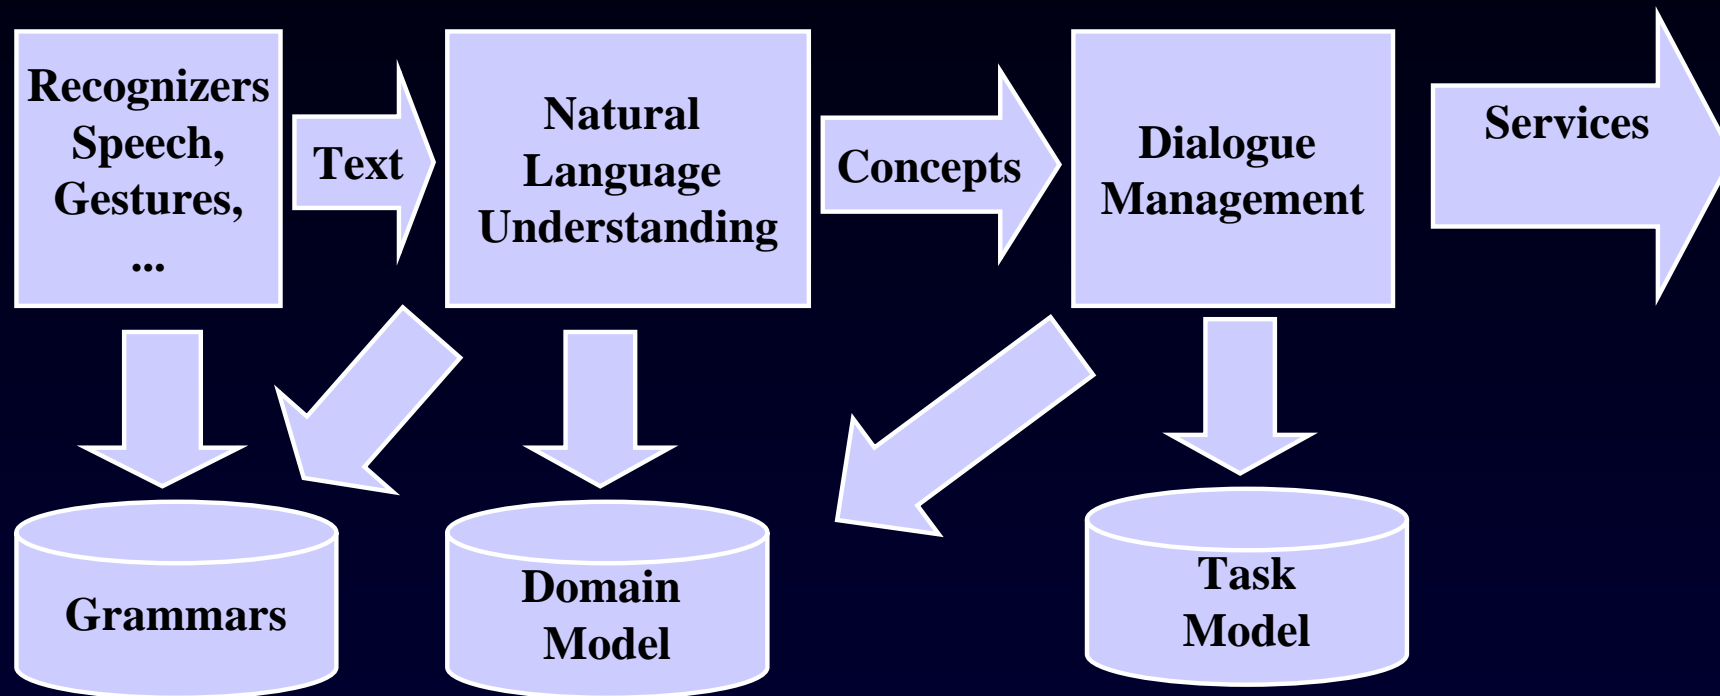 Recognizers
Speech,
Gestures,
...
Text
Natural
Language
Understanding
Concepts
Dialogue
Management
Services
Grammars
Domain
Model
Task
Model